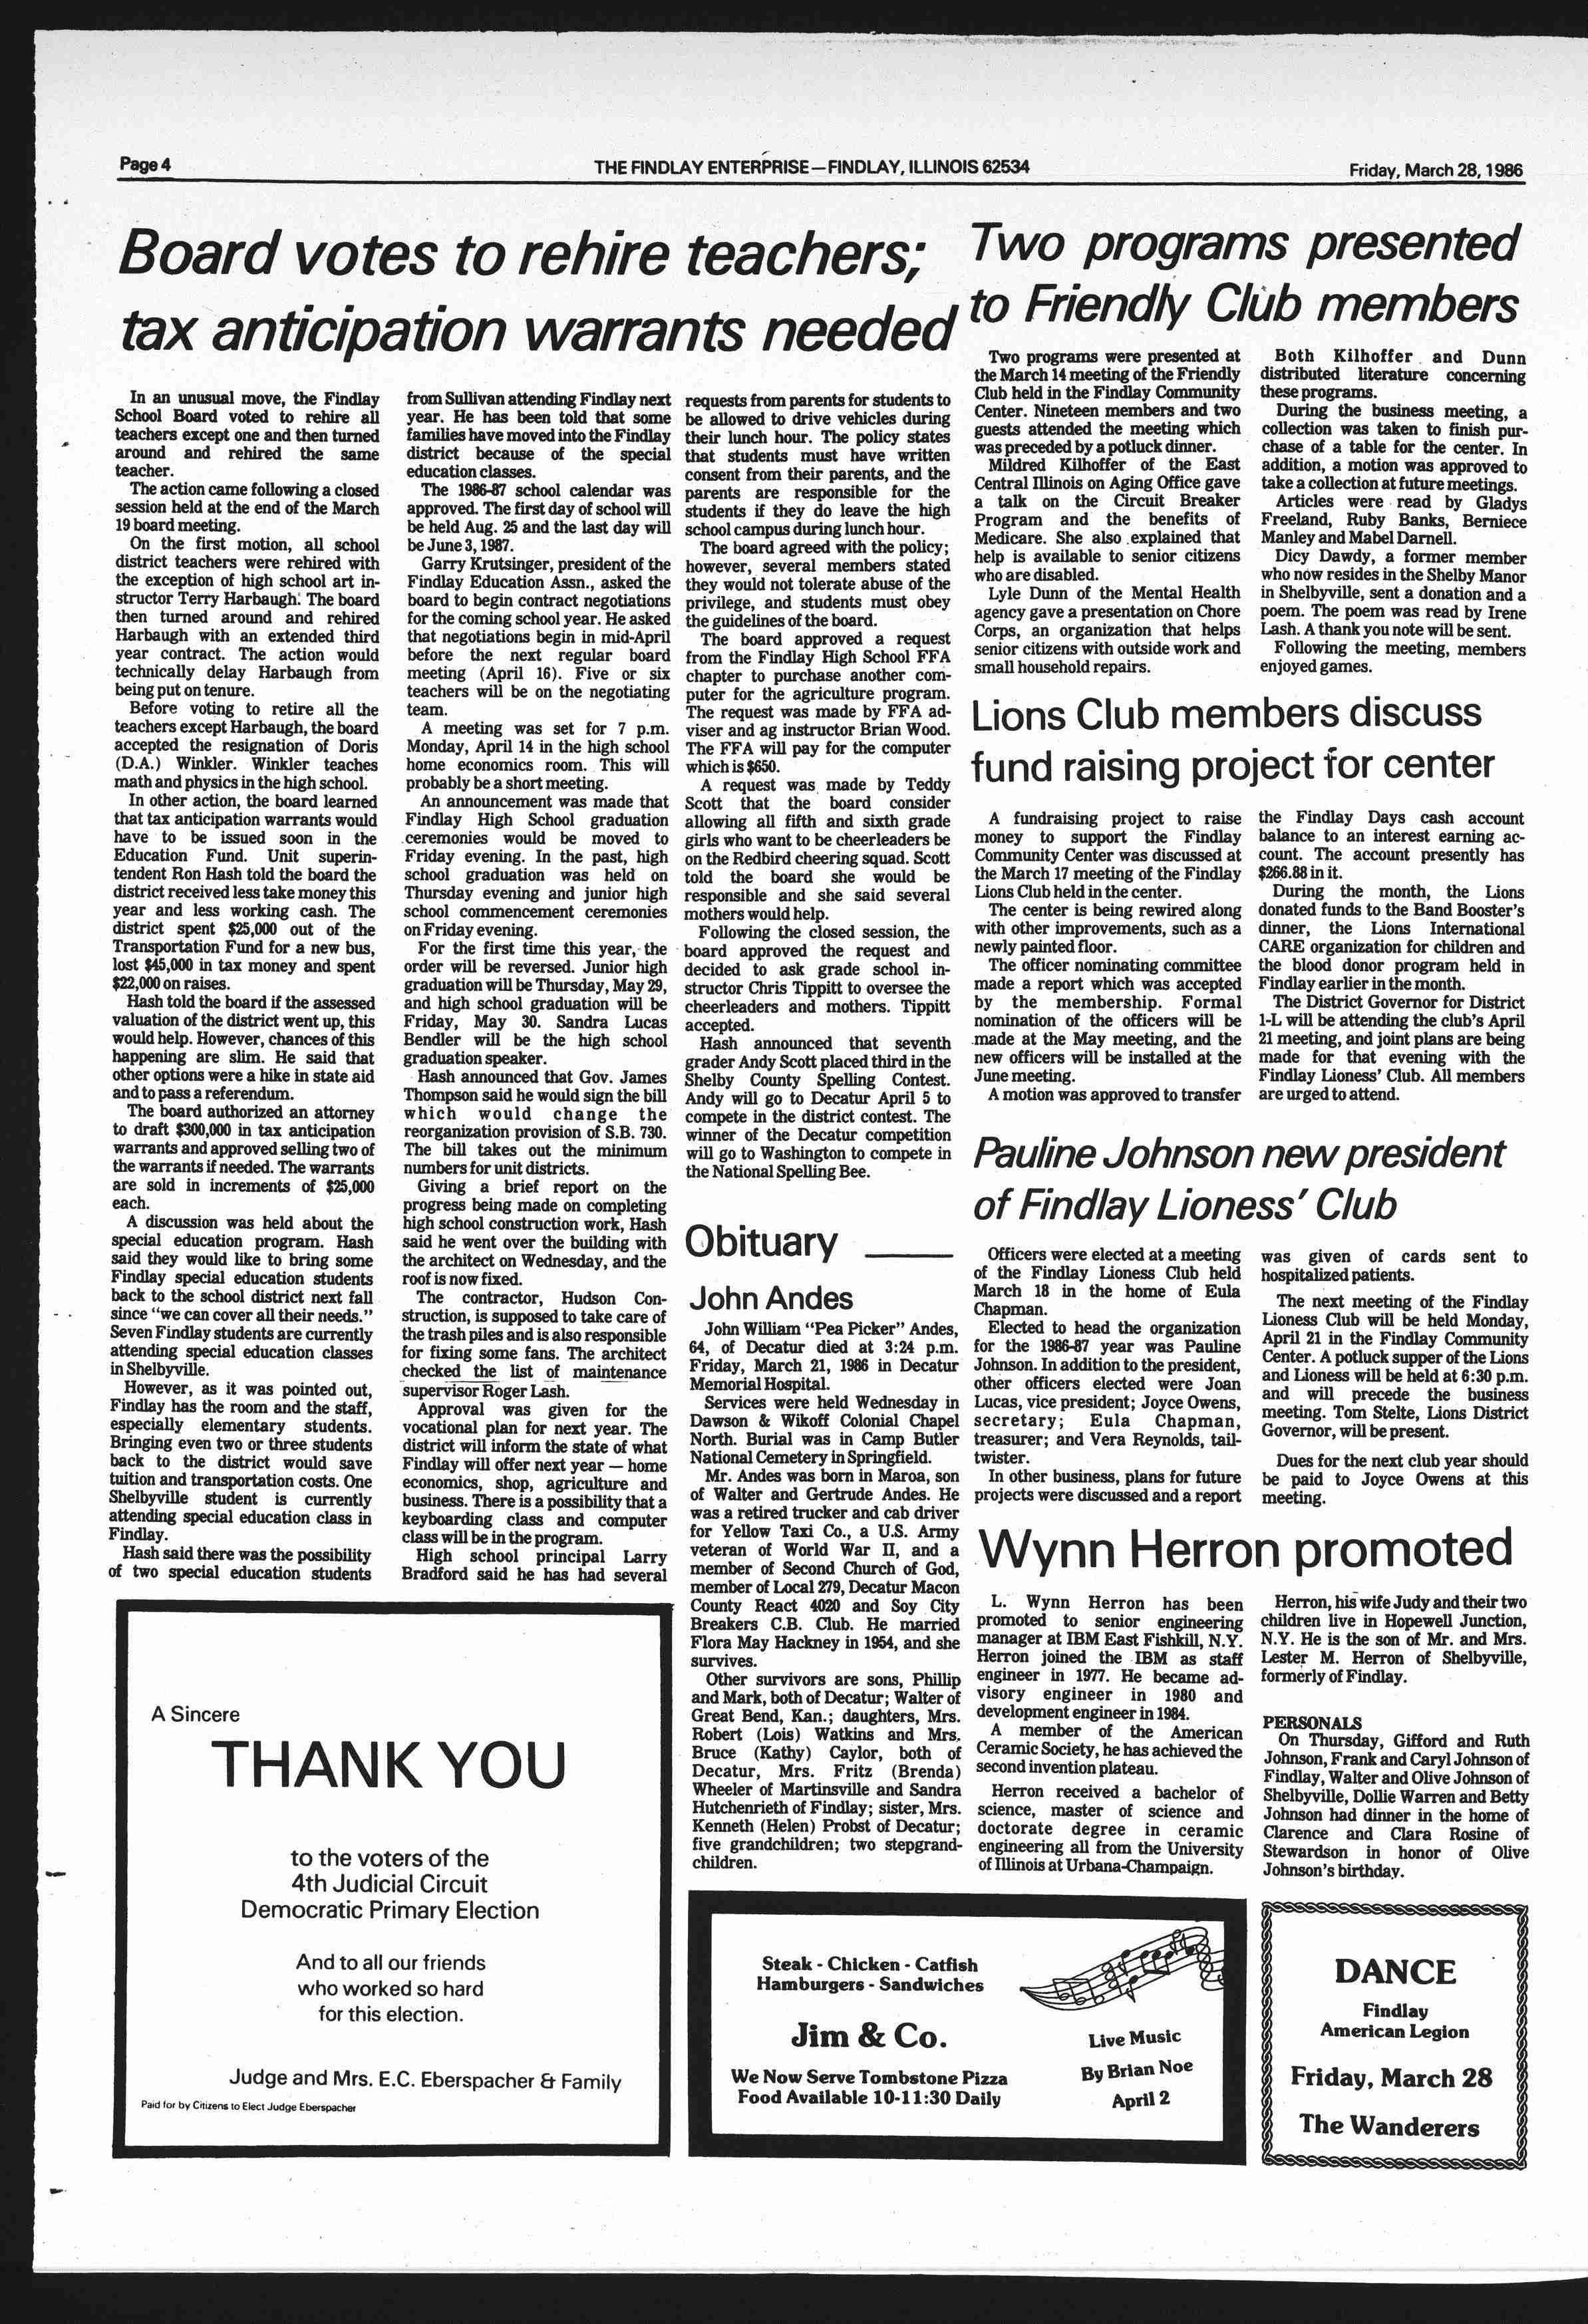 Page 4
THE FINDLAY ENTERPRISE—FINDLAY, ILLINOIS 62534
Friday, March 28, 1986
Board votes to rehire teachers;
tax anticipation warrants needed
In an unusual move, the Findlay
School Board voted to rehire all
teachers except one and then turned
around and rehired the same
teacher.
The action came following a closed
session held at the end of the March
19 board meeting.
On the first motion, all school
district teachers were rehired with
the exception of high school art in-
structor Terry Harbaugh. The board
then turned around and rehired
Harbaugh with an extended third
year contract. The action would
technically delay Harbaugh from
being put on tenure.
Before voting to retire all the
teachers except Harbaugh, the board
accepted the resignation of Doris
(D.A.) Winkler. Winkler teaches
math and physics in the high school.
In other action, the board learned
that tax anticipation warrants would
have to be issued soon in the
Education Fund. Unit superin-
tendent Ron Hash told the board the
district received less take money this
year and less working cash. The
district spent $25,000 out of the
Transportation Fund for a new bus,
lost $45,000 in tax money and spent
$22,000 on raises.
Hash told the board if the assessed
valuation of the district went up, this
would help. However, chances of this
happening are slim. He said that
other options were a hike in state aid
and to pass a referendum.
The board authorized an attorney
to draft $300,000 in tax anticipation
warrants and approved selling two of
the warrants if needed. The warrants
are sold in increments of $25,000
each.
A discussion was held about the
special education program. Hash
said they would like to bring some
Findlay special education students
back to the school district next fall
since "we can cover all their needs."
Seven Findlay students are currently
attending special education classes
in Shelbyville.
However, as it was pointed out,
Findlay has the room and the staff,
especially elementary students.
Bringing even two or three students
back to the district would save
tuition and transportation costs. One
Shelbyville student is currently
attending special education class in
Findlay.
Hash said there was the possibility
of two special education students
from Sullivan attending Findlay next
year. He has been told that some
families have moved into the Findlay
district because of the special
education classes.
The 1986-87 school calendar was
approved. The first day of school will
be held Aug. 25 and the last day will
be June 3, 1987.
Garry Krutsinger, president of the
Findlay Education Assn., asked the
board to begin contract negotiations
for the coming school year. He asked
that negotiations begin in mid-April
before the next regular board
meeting (April 16). Five or six
teachers will be on the negotiating
team.
A meeting was set for 7 p.m.
Monday, April 14 in the high school
home economics room. This will
probably be a short meeting.
An announcement was made that
Findlay High School graduation
ceremonies would be moved to
Friday evening. In the past, high
school graduation was held on
Thursday evening and junior high
school commencement ceremonies
on Friday evening.
For the first time this year, the
order will be reversed. Junior high
graduation will be Thursday, May 29,
and high school graduation will be
Friday, May 30. Sandra Lucas
Bendler will be the high school
graduation speaker.
Hash announced that Gov. James
Thompson said he would sign the bill
which would change the
reorganization provision of S.B. 730.
The bill takes out the minimum
numbers for unit districts.
Giving a brief report on the
progress being made on completing
high school construction work, Hash
said he went over the building with
the architect on Wednesday, and the
roof is now fixed.
The contractor, Hudson Con-
struction, is supposed to take care of
the trash piles and is also responsible
for fixing some fans. The architect
checked the list of maintenance
supervisor Roger Lash.
Approval was given for the
vocational plan for next year. The
district will inform the state of what
Findlay will offer next year — home
economics, shop, agriculture and
business. There is a possibility that a
keyboarding class and computer
class will be in the program.
High school principal Larry
Bradford said he has had several
requests from parents for students to
be allowed to drive vehicles during
their lunch hour. The policy states
that students must have written
consent from their parents, and the
parents are responsible for the
students if they do leave the high
school campus during lunch hour.
The board agreed with the policy;
however, several members stated
they would not tolerate abuse of the
privilege, and students must obey
the guidelines of the board.
The board approved a request
from the Findlay High School FFA
chapter to purchase another com-
puter for the agriculture program.
The request was made by FFA ad-
viser and ag instructor Brian Wood.
The FFA will pay for the computer
which is $650.
A request was made by Teddy
Scott that the board consider
allowing all fifth and sixth grade
girls who want to be cheerleaders be
on the Redbird cheering squad. Scott
told the board she would be
responsible and she said several
mothers would help.
Following the closed session, the
board approved the request and
decided to ask grade school in-
structor Chris Tippitt to oversee the
cheerleaders and mothers. Tippitt
accepted.
Hash announced that seventh
grader Andy Scott placed third in the
Shelby County Spelling Contest.
Andy will go to Decatur April 5 to
compete in the district contest. The
winner of the Decatur competition
will go to Washington to compete in
the National Spelling Bee.
Obituary
John Andes
John William "Pea Picker" Andes,
64, of Decatur died at 3:24 p.m.
Friday, March 21, 1986 in Decatur
Memorial Hospital.
Services were held Wednesday in
Dawson & Wikoff Colonial Chapel
North. Burial was in Camp Butler
National Cemetery in Springfield.
Mr. Andes was born in Maroa, son
of Walter and Gertrude Andes. He
was a retired trucker and cab driver
for Yellow Taxi Co., a U.S. Army
veteran of World War II, and a
member of Second Church of God,
member of Local 279, Decatur Macon
County React 4020 and Soy City
Breakers C.B. Club. He married
Flora May Hackney in 1954, and she
survives.
Other survivors are sons, Phillip
and Mark, both of Decatur; Walter of
Great Bend, Kan.; daughters, Mrs.
Robert (Lois) Watkins and Mrs.
Bruce (Kathy) Caylor, both of
Decatur, Mrs. Fritz (Brenda)
Wheeler of Martinsville and Sandra
Hutchenrieth of Findlay; sister, Mrs.
Kenneth (Helen) Probst of Decatur;
five grandchildren; two stepgrand-
children.
Two programs presented
to Friendly Club members
Two programs were presented at
the March 14 meeting of the Friendly
Club held in the Findlay Community
Center. Nineteen members and two
guests attended the meeting which
was preceded by a potluck dinner.
Mildred Kilhoffer of the East
Central Illinois on Aging Office gave
a talk on the Circuit Breaker
Program and the benefits of
Medicare. She also explained that
help is available to senior citizens
who are disabled.
Lyle Dunn of the Mental Health
agency gave a presentation on Chore
Corps, an organization that helps
senior citizens with outside work and
small household repairs.
Both Kilhoffer and Dunn
distributed literature concerning
these programs.
During the business meeting, a
collection was taken to finish pur-
chase of a table for the center. In
addition, a motion was approved to
take a collection at future meetings.
Articles were read by Gladys
Freeland, Ruby Banks, Berniece
Manley and Mabel Darnell.
Dicy Dawdy, a former member
who now resides in the Shelby Manor
in Shelbyville, sent a donation and a
poem. The poem was read by Irene
Lash. A thank you note will be sent.
Following the meeting, members
enjoyed games.
Lions Club members discuss
fund raising project for center
A fundraising project to raise
money to support the Findlay
Community Center was discussed at
the March 17 meeting of the Findlay
Lions Club held in the center.
The center is being rewired along
with other improvements, such as a
newly painted floor.
The officer nominating committee
made a report which was accepted
by the membership. Formal
nomination of the officers will be
made at the May meeting, and the
new officers will be installed at the
June meeting.
A motion was approved to transfer
the Findlay Days cash account
balance to an interest earning ac-
count. The account presently has
$266.88 in it.
During the month, the Lions
donated funds to the Band Booster's
dinner, the Lions International
CARE organization for children and
the blood donor program held in
Findlay earlier in the month.
The District Governor for District
1-L will be attending the club's April
21 meeting, and joint plans are being
made for that evening with the
Findlay Lioness' Club. All members
are urged to attend.
Pauline Johnson new president
of Findlay Lioness' Club
Officers were elected at a meeting
of the Findlay Lioness Club held
March 18 in the home of Eula
Chapman.
Elected to head the organization
for the 1986-87 year was Pauline
Johnson. In addition to the president,
other officers elected were Joan
Lucas, vice president; Joyce Owens,
secretary; Eula Chapman,
treasurer; and Vera Reynolds, tail-
twister.
In other business, plans for future
projects were discussed and a report
was given of cards sent to
hospitalized patients.
The next meeting of the Findlay
Lioness Club will be held Monday,
April 21 in the Findlay Community
Center. A potluck supper of the Lions
and Lioness will be held at 6:30 p.m.
and will precede the business
meeting. Tom Stelte, Lions District
Governor, will be present.
Dues for the next club year should
be paid to Joyce Owens at this
meeting.
Wynn Herron promoted
L. Wynn Herron has been
promoted to senior engineering
manager at IBM East Fishkill, N.Y.
Herron joined the IBM as staff
engineer in 1977. He became ad-
visory engineer in 1980 and
development engineer in 1984.
A member of the American
Ceramic Society, he has achieved the
second invention plateau.
Herron received a bachelor of
science, master of science and
doctorate degree in ceramic
engineering all from the University
of Illinois at Urbana-Champaign.
Herron, his wife Judy and their two
children live in Hopewell Junction,
N.Y. He is the son of Mr. and Mrs.
Lester M. Herron of Shelbyville,
formerly of Findlay.
PERSONALS
On Thursday, Gifford and Ruth
Johnson, Frank and Caryl Johnson of
Findlay, Walter and Olive Johnson of
Shelbyville, Dollie Warren and Betty
Johnson had dinner in the home of
Clarence and Clara Rosine of
Stewardson in honor of Olive
Johnson's birthday.
A Sincere
THANK YOU
to the voters of the
4th Judicial Circuit
Democratic Primary Election
And to all our friends
who worked so hard
for this election.
Judge and Mrs. E.C. Eberspacher & Family
Paid for by Citizens to Elect Judge Eberspacher
Steak - Chicken - Catfish
Hamburgers - Sandwiches
Jim & Co.
We Now Serve Tombstone Pizza
Food Available 10-11:30 Daily
Live Music
By Brian Noe
April 2
DANCE
Findlay
American Legion
Friday, March 28
The Wanderers